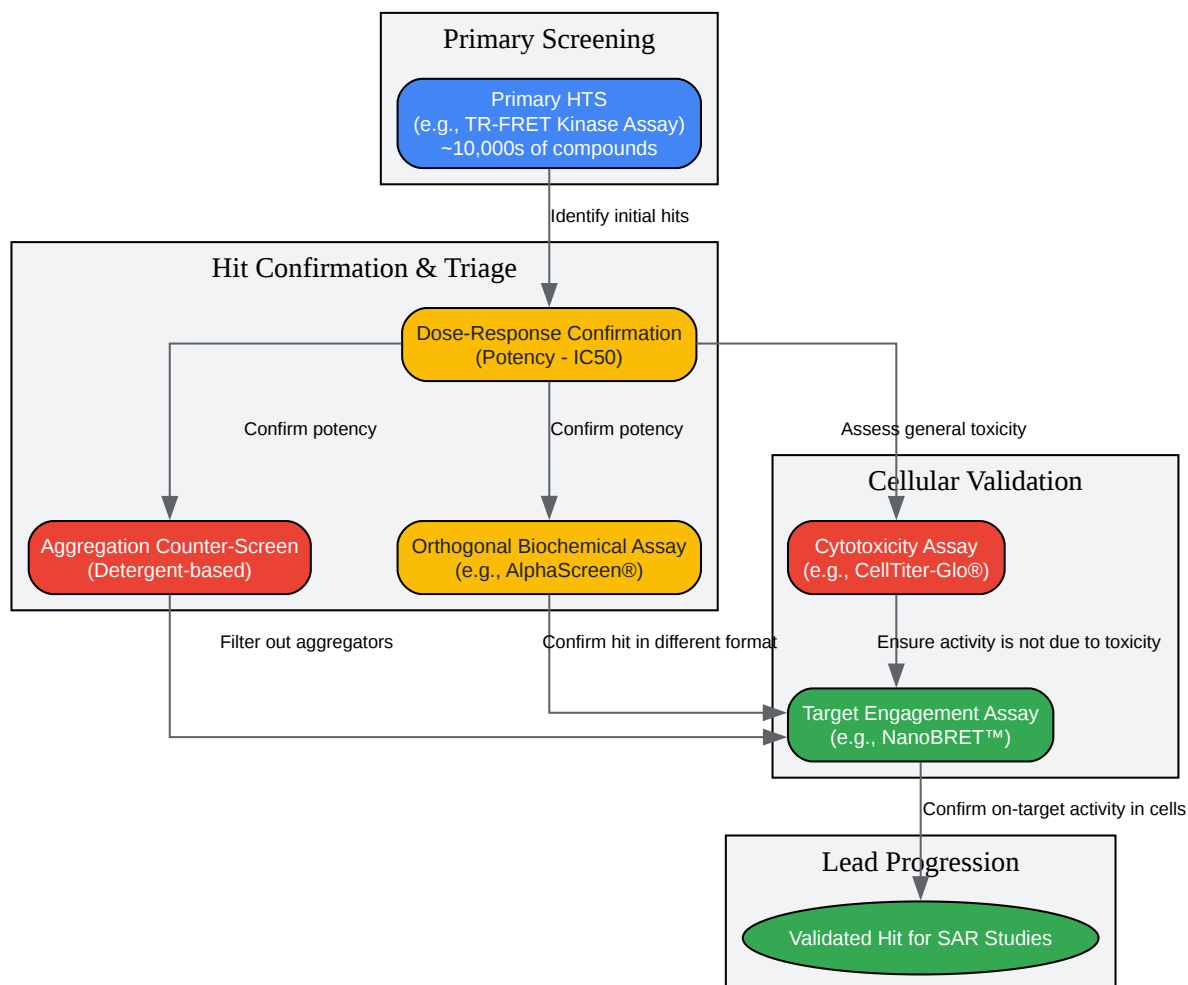 Primary Screening
Primary HTS
(e.g., TR-FRET Kinase Assay)
~10,000s of compounds
Identify initial hits
Hit Confirmation & Triage
Dose-Response Confirmation
(Potency - IC50)
Confirm potency
Confirm potency
Assess general toxicity
Cellular Validation
Aggregation Counter-Screen
(Detergent-based)
Orthogonal Biochemical Assay
(e.g., AlphaScreen®)
Cytotoxicity Assay
(e.g., CellTiter-Glo®)
Filter out aggregators
Confirm hit in different format
Ensure activity is not due to toxicity
Target Engagement Assay
(e.g., NanoBRET™)
Confirm on-target activity in cells
Lead Progression
Validated Hit for SAR Studies